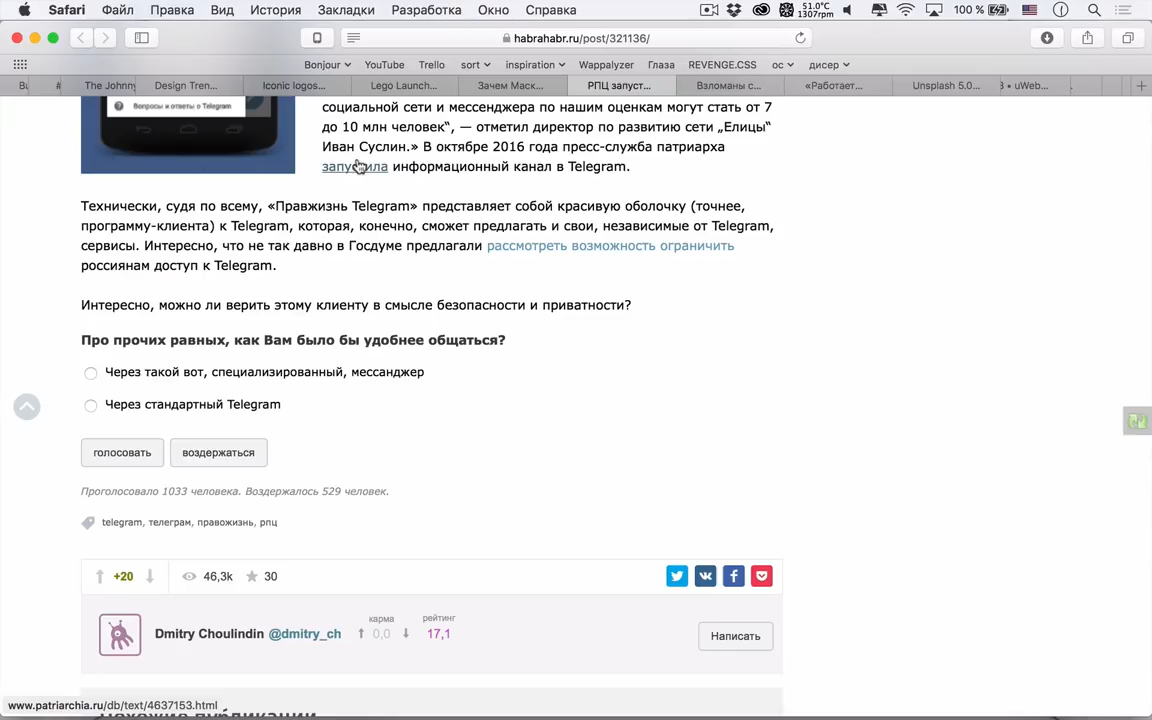 Safari Файл Правка Вид История Закладки Разработка Окно Справка 51.0°C 1307rpm 100 %
habrahabr.ru/post/321136/
Bonjour YouTube Trello sort inspiration Wappalyzer Глаза REVENGE.CSS ос дисер
The Johnny Design Tren... Iconic logos... Lego Launch... Зачем Маск... РПЦ запуст... Взломаны с... «Работает... Unsplash 5.0... • uWeb...
Вопросы и ответы о Telegram
социальной сети и мессенджера по нашим оценкам могут стать от 7
до 10 млн человек“, — отметил директор по развитию сети „Елицы“
Иван Суслин.» В октябре 2016 года пресс-служба патриарха
запустила информационный канал в Telegram.
Технически, судя по всему, «Правжизнь Telegram» представляет собой красивую оболочку (точнее,
программу-клиента) к Telegram, которая, конечно, сможет предлагать и свои, независимые от Telegram,
сервисы. Интересно, что не так давно в Госдуме предлагали рассмотреть возможность ограничить
россиянам доступ к Telegram.
Интересно, можно ли верить этому клиенту в смысле безопасности и приватности?
Про прочих равных, как Вам было бы удобнее общаться?
Через такой вот, специализированный, мессанджер
Через стандартный Telegram
голосовать воздержаться
Проголосовало 1033 человека. Воздержалось 529 человек.
telegram, телеграм, правожизнь, рпц
+20 46,3k 30
карма рейтинг
Dmitry Choulindin @dmitry_ch 0,0 17,1 Написать
www.patriarchia.ru/db/text/4637153.html
Похожие публикации